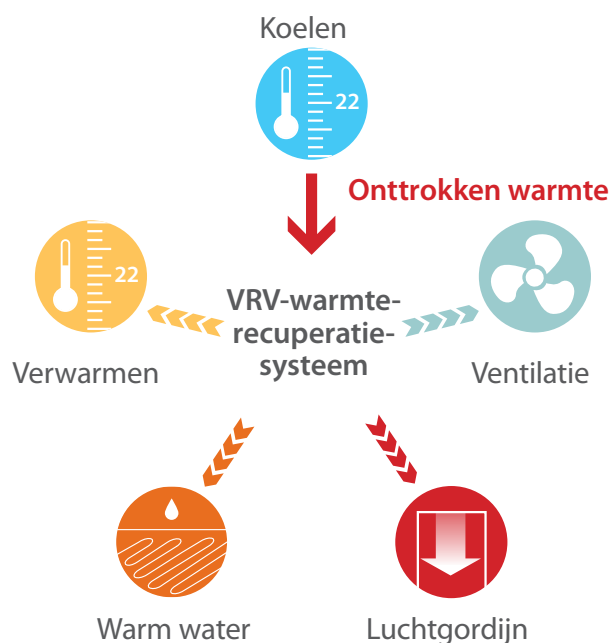 Koelen
22
Onttrokken warmte
22
VRV-warmte-
recuperatie-
systeem
Verwarmen
Ventilatie
Warm water
Luchtgordijn